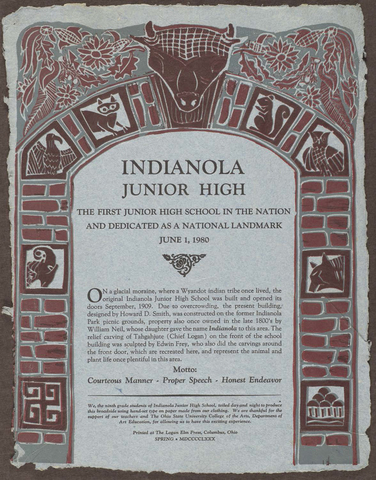 INDIANOLA
JUNIOR HIGH
THE FIRST JUNIOR HIGH SCHOOL IN THE NATION
AND DEDICATED AS A NATIONAL LANDMARK
JUNE 1, 1980
ON a glacial moraine, where a Wyandot indian tribe once lived, the
original Indianola Junior High School was built and opened its
doors September, 1909. Due to overcrowding, the present building,
designed by Howard D. Smith, was constructed on the former Indianola
Park picnic grounds, property also once owned in the late 1800's by
William Neil, whose daughter gave the name Indianola to this area. The
relief carving of Tahgahjute (Chief Logan) on the front of the school
building was sculpted by Edwin Frey, who also did the carvings around
the front door, which are recreated here, and represent the animal and
plant life once plentiful in this area.
Motto:
Courteous Manner - Proper Speech - Honest Endeavor
We, the ninth grade students of Indianola Junior High School, toiled day and night to produce
this broadside using hand-set type on paper made from our clothing. We are thankful for the
support of our teachers and The Ohio State University College of the Arts, Department of
Art Education, for allowing us to have this exciting experience.
Printed at The Logan Elm Press, Columbus, Ohio
SPRING • MDCCCCLXXX